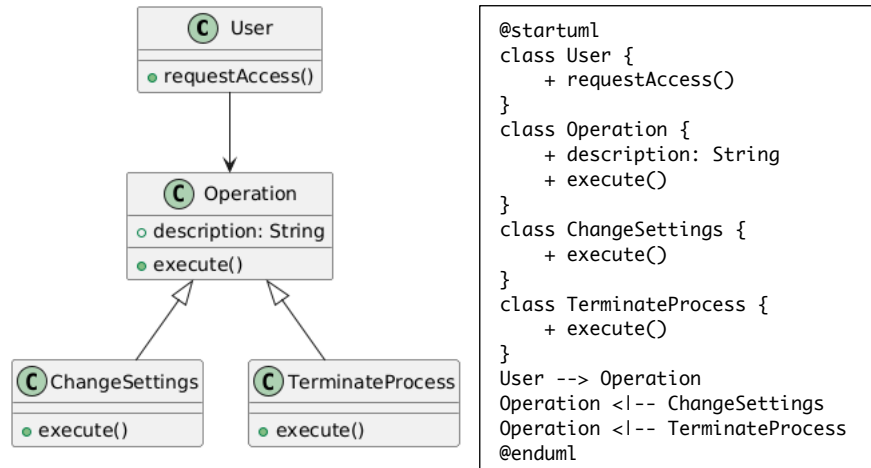 C User
requestAccess()
C Operation
description: String
execute()
C ChangeSettings
execute()
C TerminateProcess
execute()
@startuml
class User {
+ requestAccess()
}
class Operation {
+ description: String
+ execute()
}
class ChangeSettings {
+ execute()
}
class TerminateProcess {
+ execute()
}
User --> Operation
Operation <|-- ChangeSettings
Operation <|-- TerminateProcess
@enduml